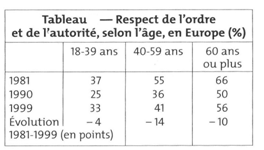 Tableau — Respect de l'ordre
et de l'autorité, selon l'âge, en Europe (%)
18-39 ans 40-59 ans 60 ans
ou plus
1981 37 55 66
1990 25 36 50
1999 33 41 56
Évolution – 4 – 14 – 10
1981-1999 (en points)